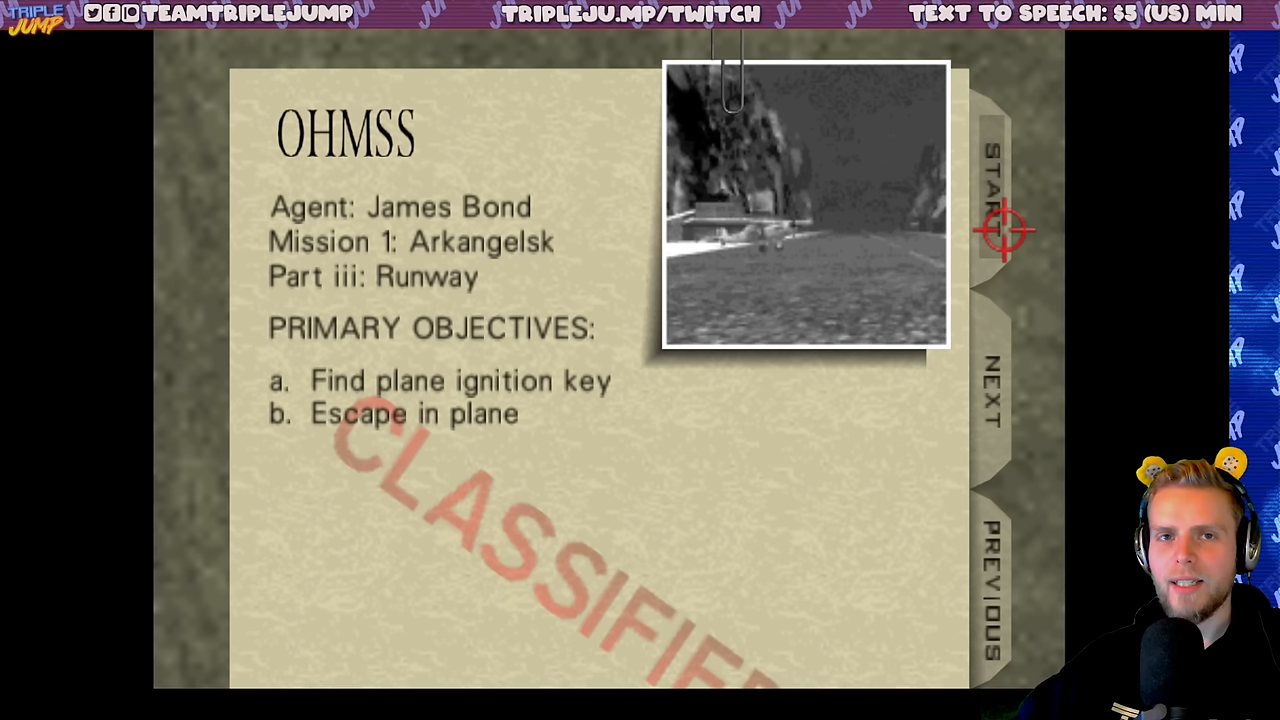 TRIPLE
JUMP
TEAMTRIPLEJUMP
TRIPLEJU.MP/TWITCH
TEXT TO SPEECH: $5 (US) MIN
OHMSS
Agent: James Bond
Mission 1: Arkangelsk
Part iii: Runway
PRIMARY OBJECTIVES:
a. Find plane ignition key
b. Escape in plane
CLASSIFIE
START
NEXT
PREVIOUS